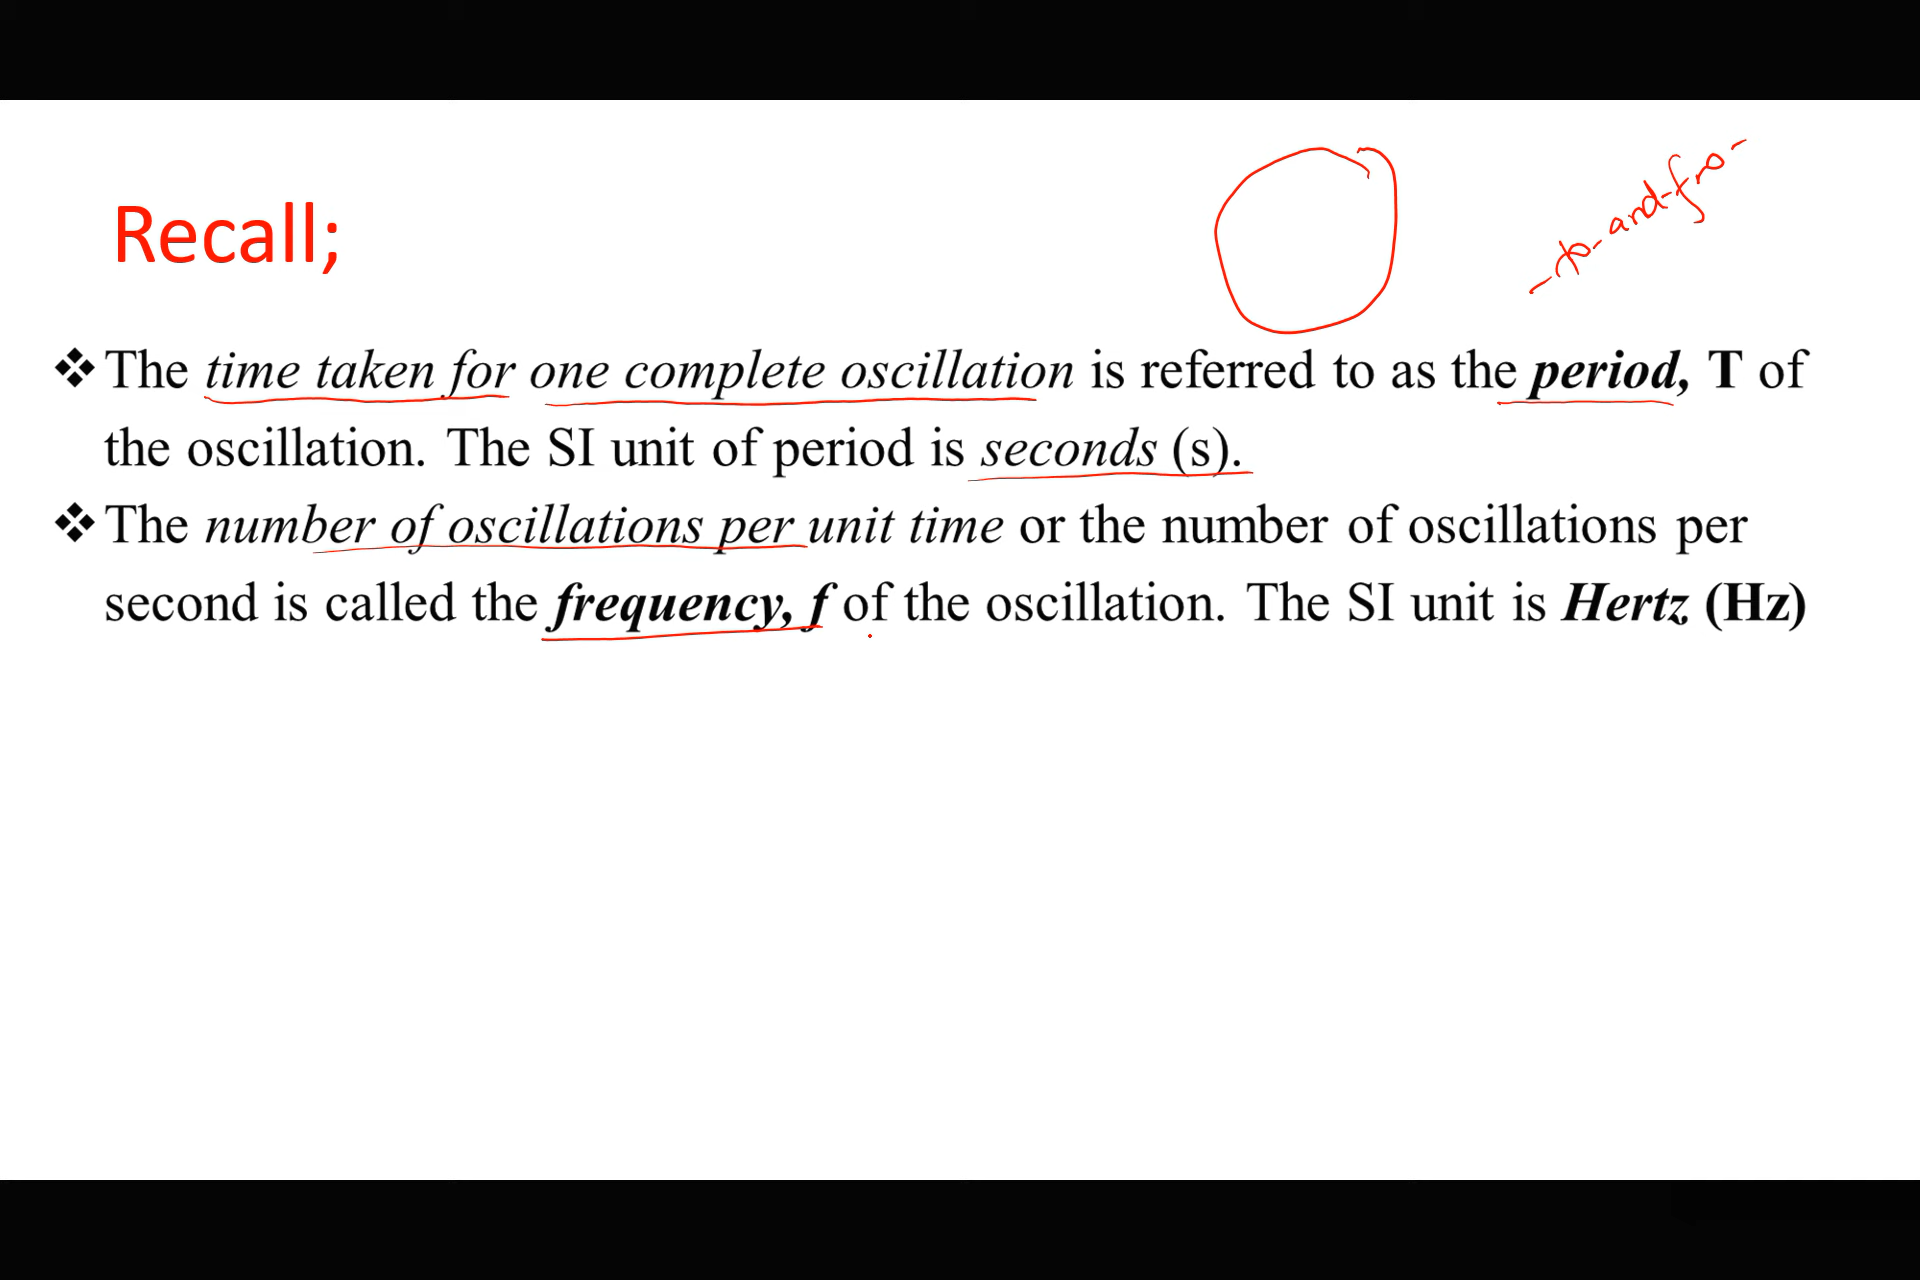 Recall;
-to-and-fro-
❖ The time taken for one complete oscillation is referred to as the period, T of
the oscillation. The SI unit of period is seconds (s).
❖ The number of oscillations per unit time or the number of oscillations per
second is called the frequency, f of the oscillation. The SI unit is Hertz (Hz)